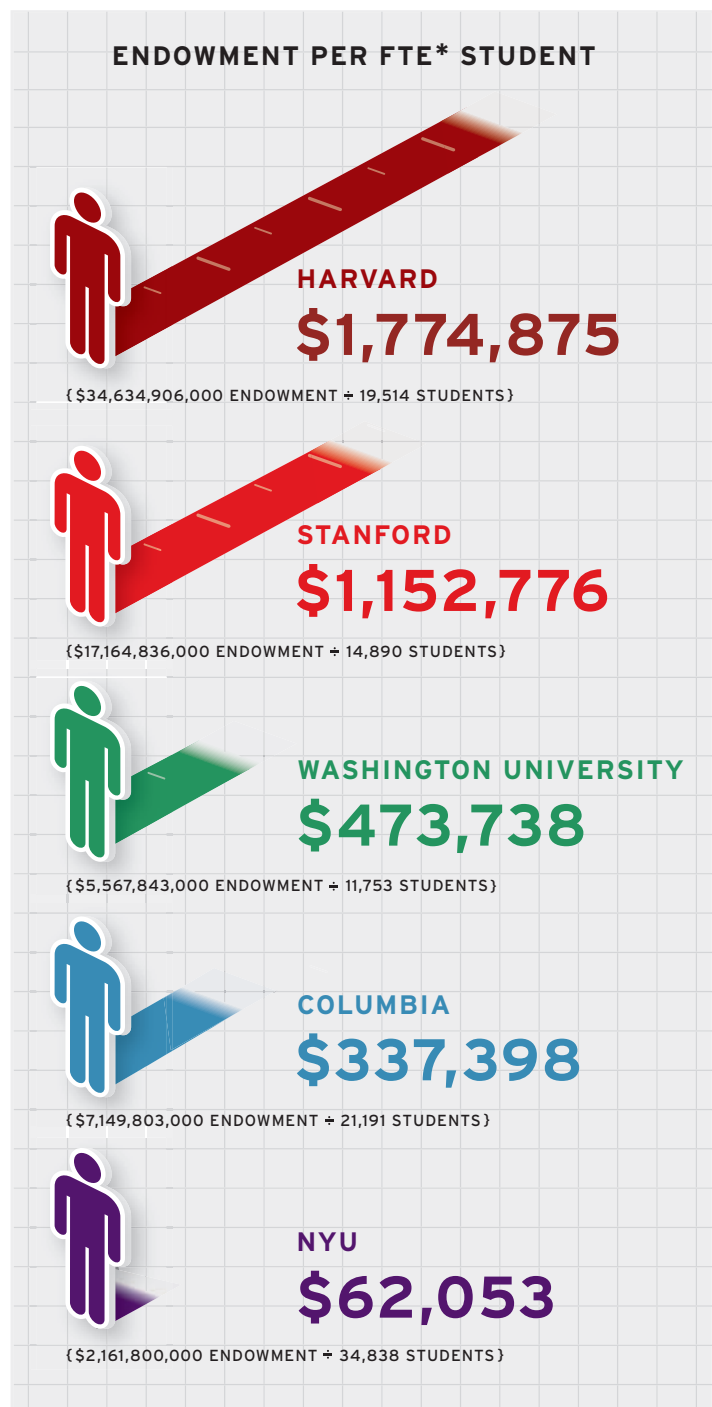 ENDOWMENT PER FTE* STUDENT
HARVARD
$1,774,875
{$34,634,906,000 ENDOWMENT ÷ 19,514 STUDENTS}
STANFORD
$1,152,776
{$17,164,836,000 ENDOWMENT ÷ 14,890 STUDENTS}
WASHINGTON UNIVERSITY
$473,738
{$5,567,843,000 ENDOWMENT ÷ 11,753 STUDENTS}
COLUMBIA
$337,398
{$7,149,803,000 ENDOWMENT ÷ 21,191 STUDENTS}
NYU
$62,053
{$2,161,800,000 ENDOWMENT ÷ 34,838 STUDENTS}